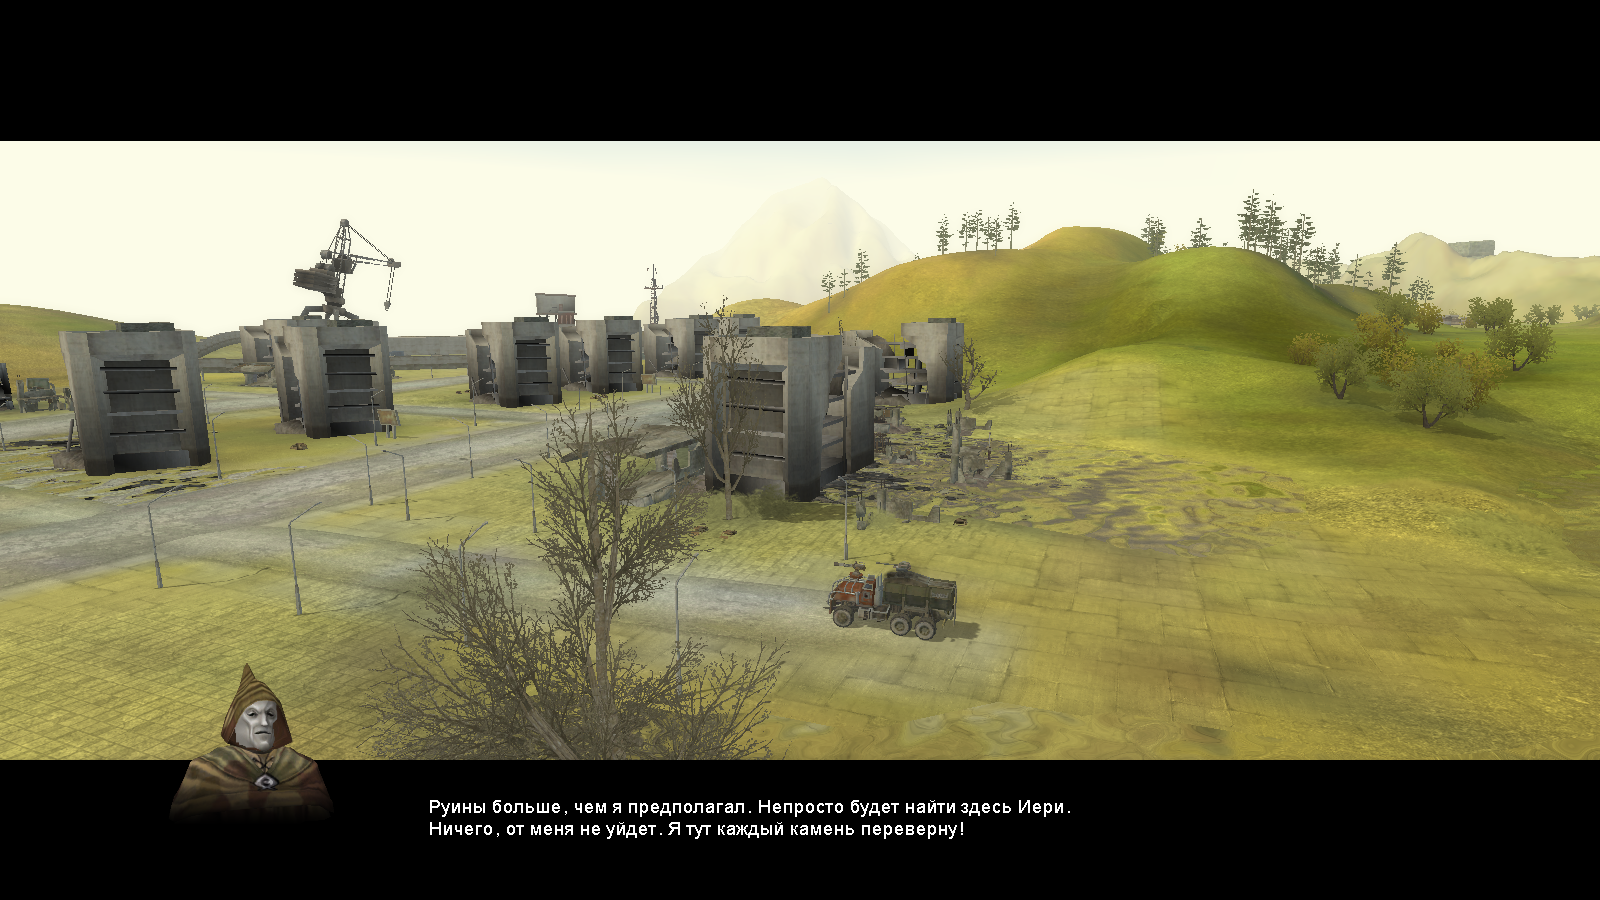 Руины больше, чем я предполагал. Непросто будет найти здесь Иери.
Ничего, от меня не уйдет. Я тут каждый камень переверну!